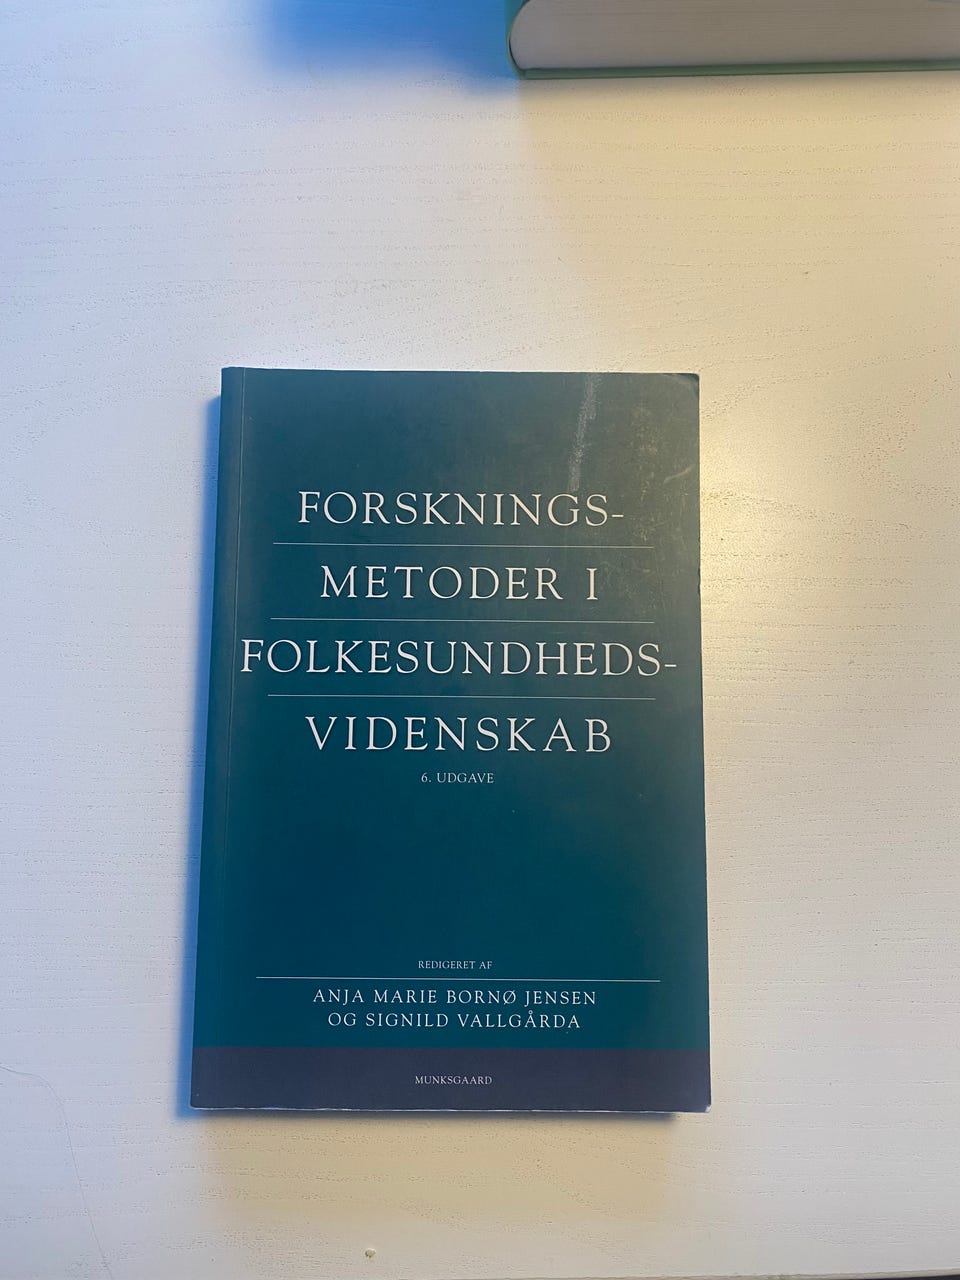 FORSKNINGS-
METODER I
FOLKESUNDHEDS-
VIDENSKAB
6. UDGAVE
REDIGERET AF
ANJA MARIE BORNØ JENSEN
OG SIGNILD VALLGÅRDA
MUNKSGAARD